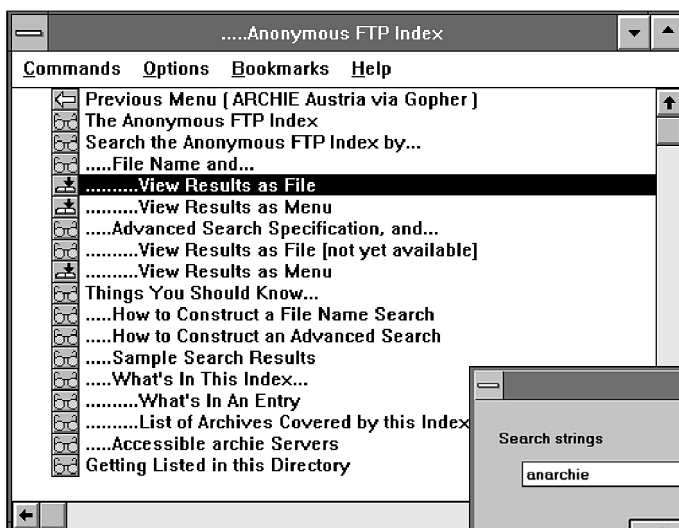 .....Anonymous FTP Index
Commands Options Bookmarks Help
Previous Menu [ ARCHIE Austria via Gopher ]
The Anonymous FTP Index
Search the Anonymous FTP Index by...
.....File Name and...
..........View Results as File
..........View Results as Menu
.....Advanced Search Specification, and...
..........View Results as File [not yet available]
..........View Results as Menu
Things You Should Know...
.....How to Construct a File Name Search
.....How to Construct an Advanced Search
.....Sample Search Results
.....What's In This Index...
..........What's In An Entry
..........List of Archives Covered by this Index
.....Accessible archie Servers
Getting Listed in this Directory
Search strings
anarchie